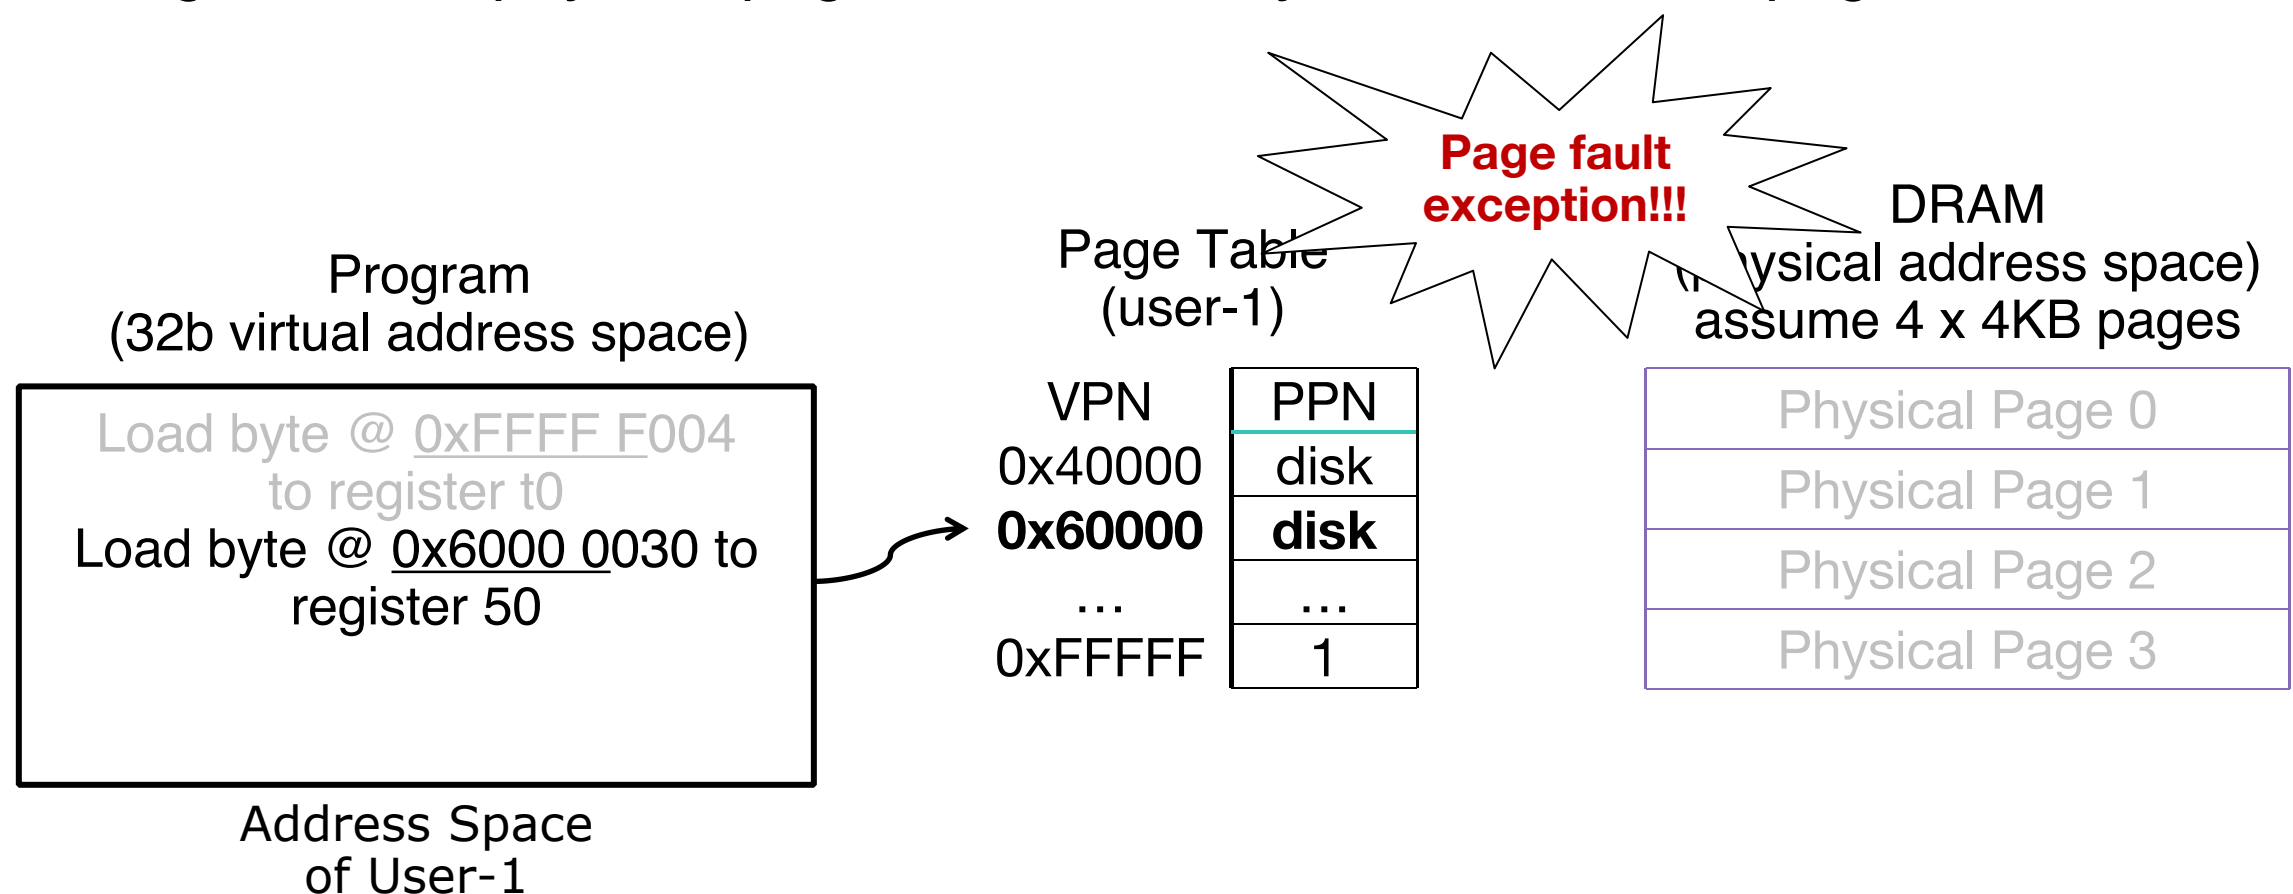 Page fault
exception!!!
Program
(32b virtual address space)
Load byte @ 0xFFFF F004
to register t0
Load byte @ 0x6000 0030 to
register 50
Address Space
of User-1
Page Table
(user-1)
VPN PPN
0x40000 disk
0x60000 disk
... ...
0xFFFFF 1
DRAM
address space)
assume 4 x 4KB pages
Physical Page 0
Physical Page 1
Physical Page 2
Physical Page 3